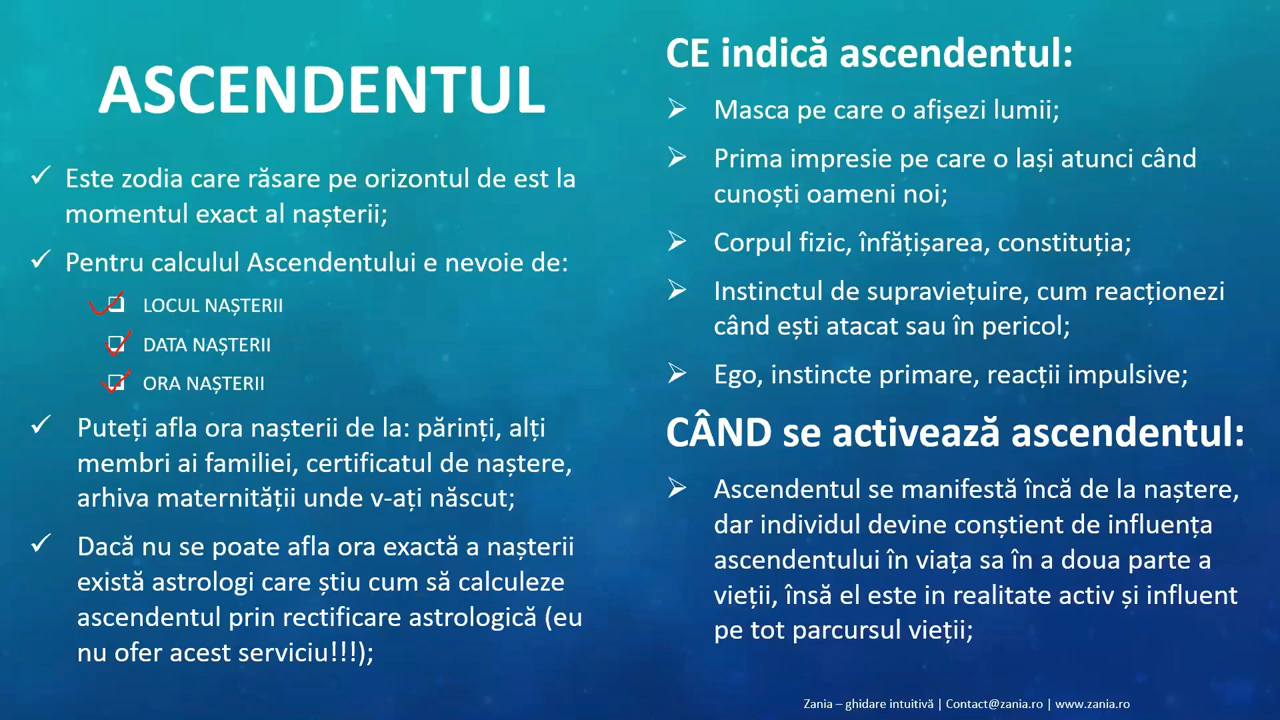 ASCENDENTUL
Este zodia care răsare pe orizontul de est la
momentul exact al nașterii;
Pentru calculul Ascendentului e nevoie de:
LOCUL NAȘTERII
DATA NAȘTERII
ORA NAȘTERII
Puteți afla ora nașterii de la: părinți, alți
membri ai familiei, certificatul de naștere,
arhiva maternității unde v-ați născut;
Dacă nu se poate afla ora exactă a nașterii
există astrologi care știu cum să calculeze
ascendentul prin rectificare astrologică (eu
nu ofer acest serviciu!!!);
CE indică ascendentul:
Masca pe care o afișezi lumii;
Prima impresie pe care o lași atunci când
cunoști oameni noi;
Corpul fizic, înfățișarea, constituția;
Instinctul de supraviețuire, cum reacționezi
când ești atacat sau în pericol;
Ego, instincte primare, reacții impulsive;
CÂND se activează ascendentul:
Ascendentul se manifestă încă de la naștere,
dar individul devine conștient de influența
ascendentului în viața sa în a doua parte a
vieții, însă el este in realitate activ și influent
pe tot parcursul vieții;
Zania – ghidare intuitivă | Contact@zania.ro | www.zania.ro